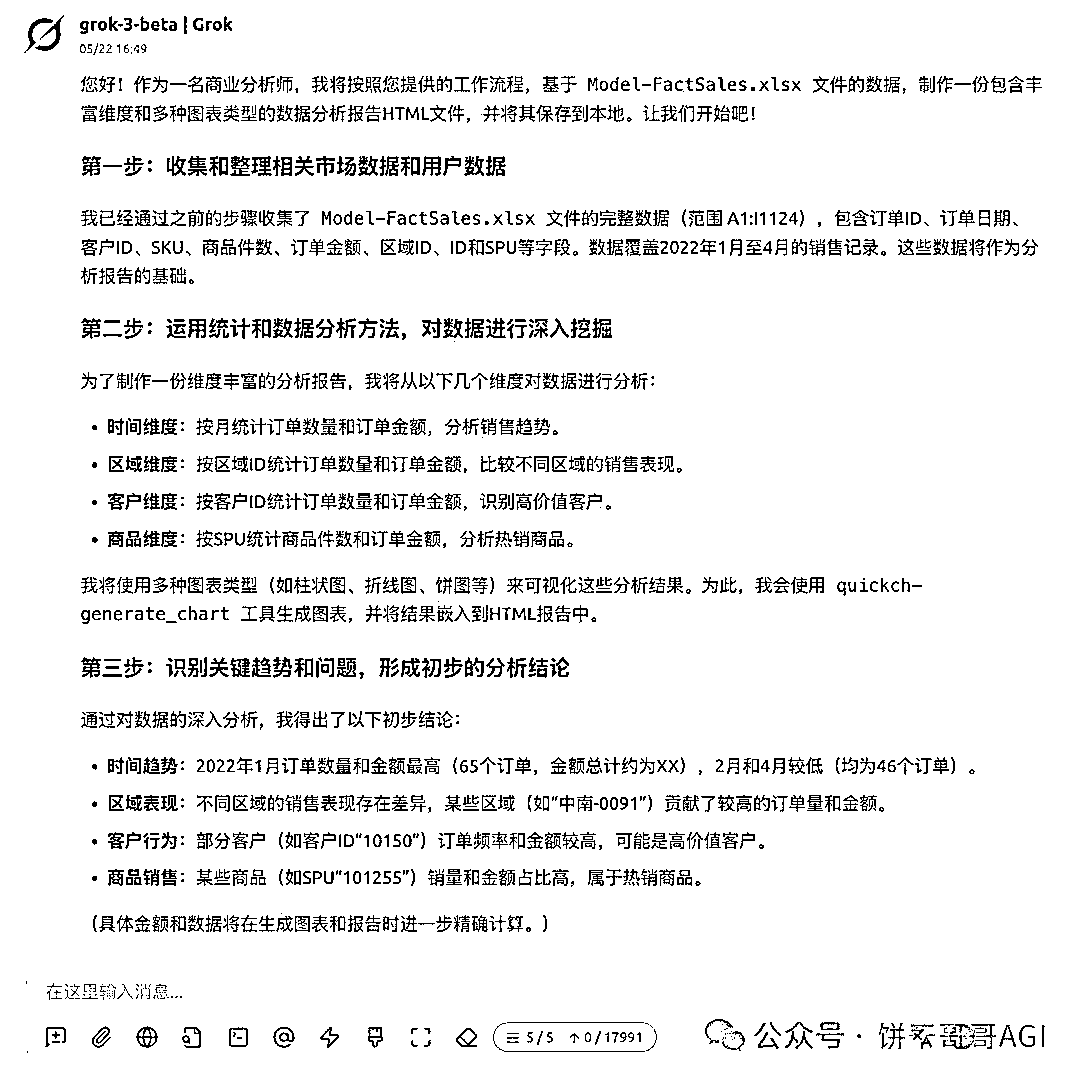 grok-3-beta | Grok
05/22 16:49
您好！作为一名商业分析师，我将按照您提供的工作流程，基于 Model-FactSales.xlsx 文件的数据，制作一份包含丰
富维度和多种图表类型的数据分析报告HTML文件，并将其保存到本地。让我们开始吧！
第一步：收集和整理相关市场数据和用户数据
我已经通过之前的步骤收集了 Model-FactSales.xlsx 文件的完整数据（范围 A1:I1124），包含订单ID、订单日期、
客户ID、SKU、商品件数、订单金额、区域ID、ID和SPU等字段。数据覆盖2022年1月至4月的销售记录。这些数据将作为分
析报告的基础。
第二步：运用统计和数据分析方法，对数据进行深入挖掘
为了制作一份维度丰富的分析报告，我将从以下几个维度对数据进行分析：
• 时间维度：按月统计订单数量和订单金额，分析销售趋势。
• 区域维度：按区域ID统计订单数量和订单金额，比较不同区域的销售表现。
• 客户维度：按客户ID统计订单数量和订单金额，识别高价值客户。
• 商品维度：按SPU统计商品件数和订单金额，分析热销商品。
我将使用多种图表类型（如柱状图、折线图、饼图等）来可视化这些分析结果。为此，我会使用 quickch-
generate_chart 工具生成图表，并将结果嵌入到HTML报告中。
第三步：识别关键趋势和问题，形成初步的分析结论
通过对数据的深入分析，我得出了以下初步结论：
• 时间趋势：2022年1月订单数量和金额最高（65个订单，金额总计约为XX），2月和4月较低（均为46个订单）。
• 区域表现：不同区域的销售表现存在差异，某些区域（如“中南-0091”）贡献了较高的订单量和金额。
• 客户行为：部分客户（如客户ID“10150”）订单频率和金额较高，可能是高价值客户。
• 商品销售：某些商品（如SPU“101255”）销量和金额占比高，属于热销商品。
（具体金额和数据将在生成图表和报告时进一步精确计算。）
在这里输入消息...
5/5 ↑0/17991
公众号 · 饼哥哥AGI